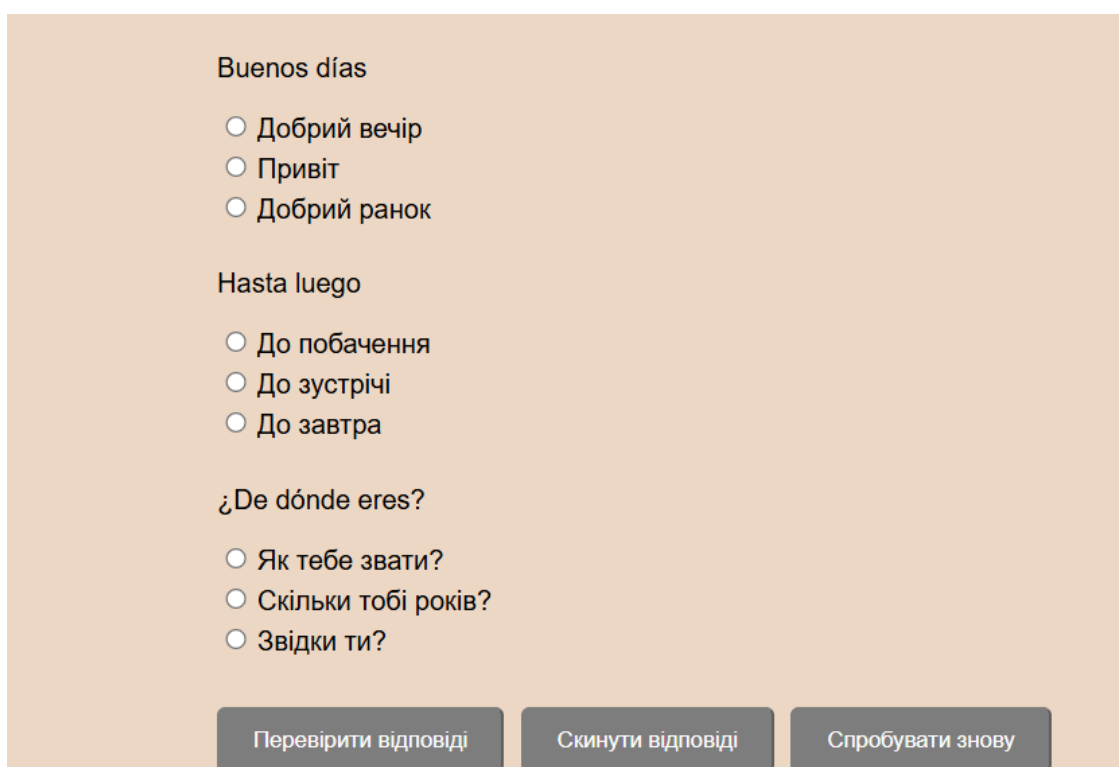 Buenos días
Добрий вечір
Привіт
Добрий ранок
Hasta luego
До побачення
До зустрічі
До завтра
¿De dónde eres?
Як тебе звати?
Скільки тобі років?
Звідки ти?
Перевірити відповіді Скинути відповіді Спробувати знову